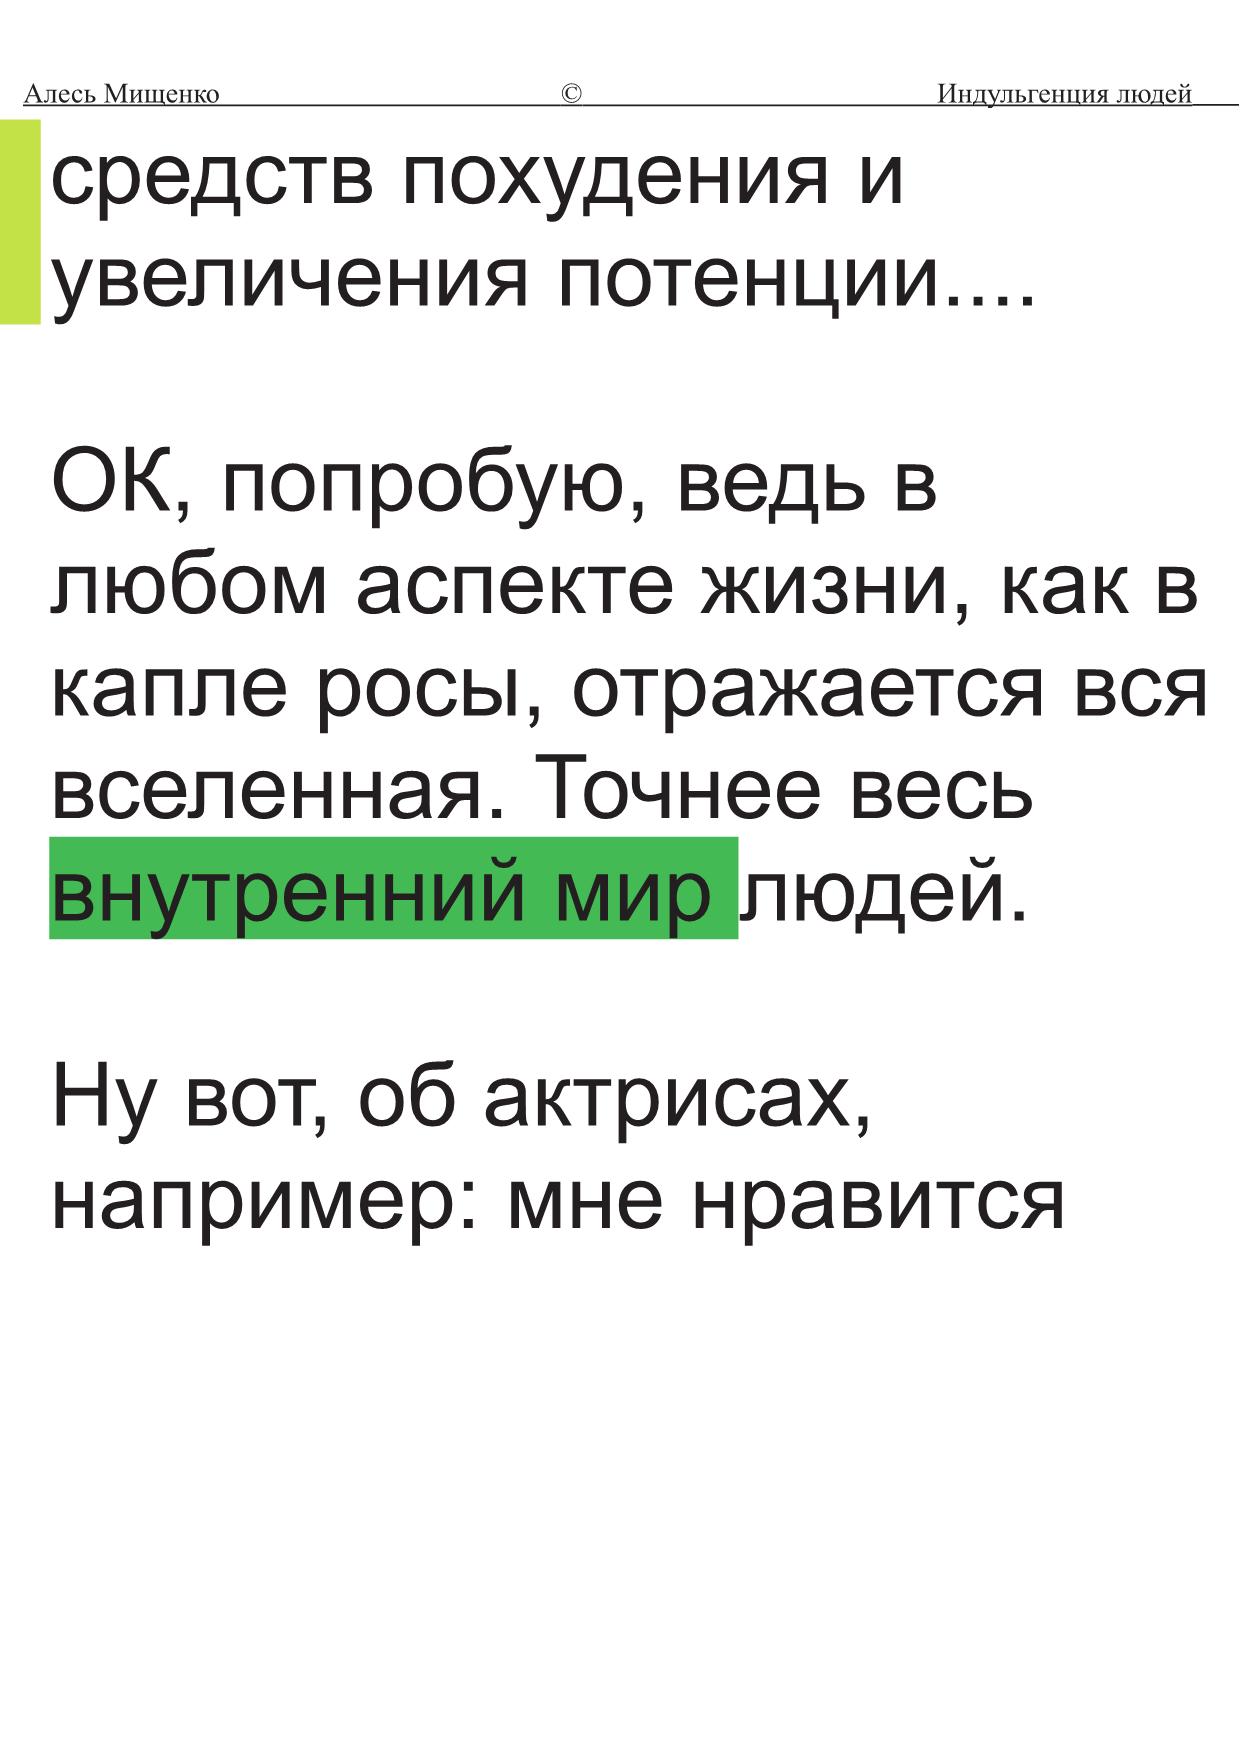 Алесь Мищенко © Индульгенция людей
средств похудения и
увеличения потенции....
ОК, попробую, ведь в
любом аспекте жизни, как в
капле росы, отражается вся
вселенная. Точнее весь
внутренний мир людей.
Ну вот, об актрисах,
например: мне нравится